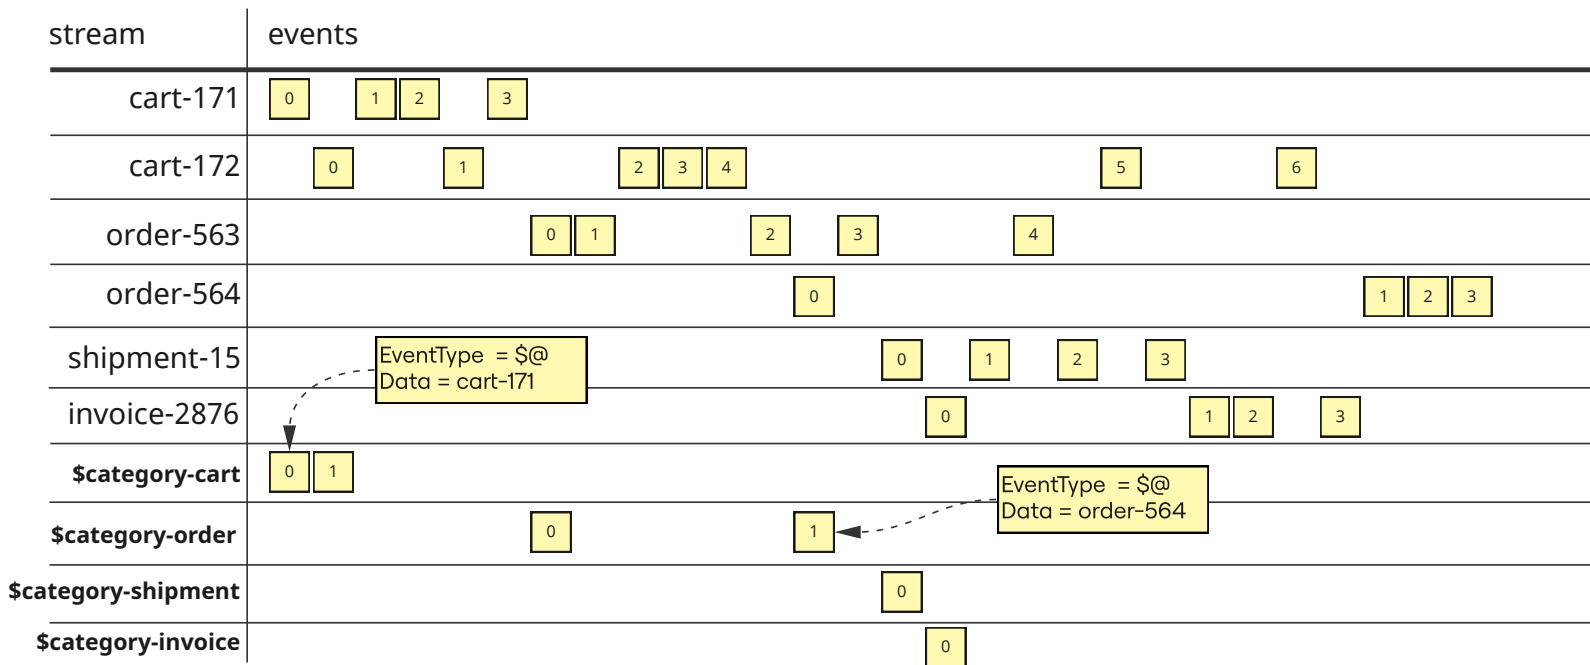 stream events
cart-171 0 1 2 3
cart-172 0 1 2 3 4 5 6
order-563 0 1 2 3 4
order-564 0 1 2 3
shipment-15 0 1 2 3
EventType = $@
Data = cart-171
invoice-2876 0 1 2 3
$category-cart 0 1
EventType = $@
Data = order-564
$category-order 0 1
$category-shipment 0
$category-invoice 0